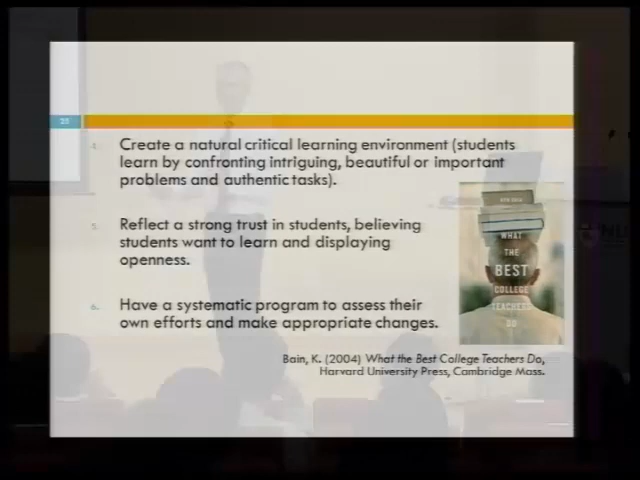 4. Create a natural critical learning environment (students
learn by confronting intriguing, beautiful or important
problems and authentic tasks).
5. Reflect a strong trust in students, believing
students want to learn and displaying
openness.
6. Have a systematic program to assess their
own efforts and make appropriate changes.
WHAT
THE
BEST
COLLEGE
TEACHERS
DO
Bain, K. (2004) What the Best College Teachers Do,
Harvard University Press, Cambridge Mass.